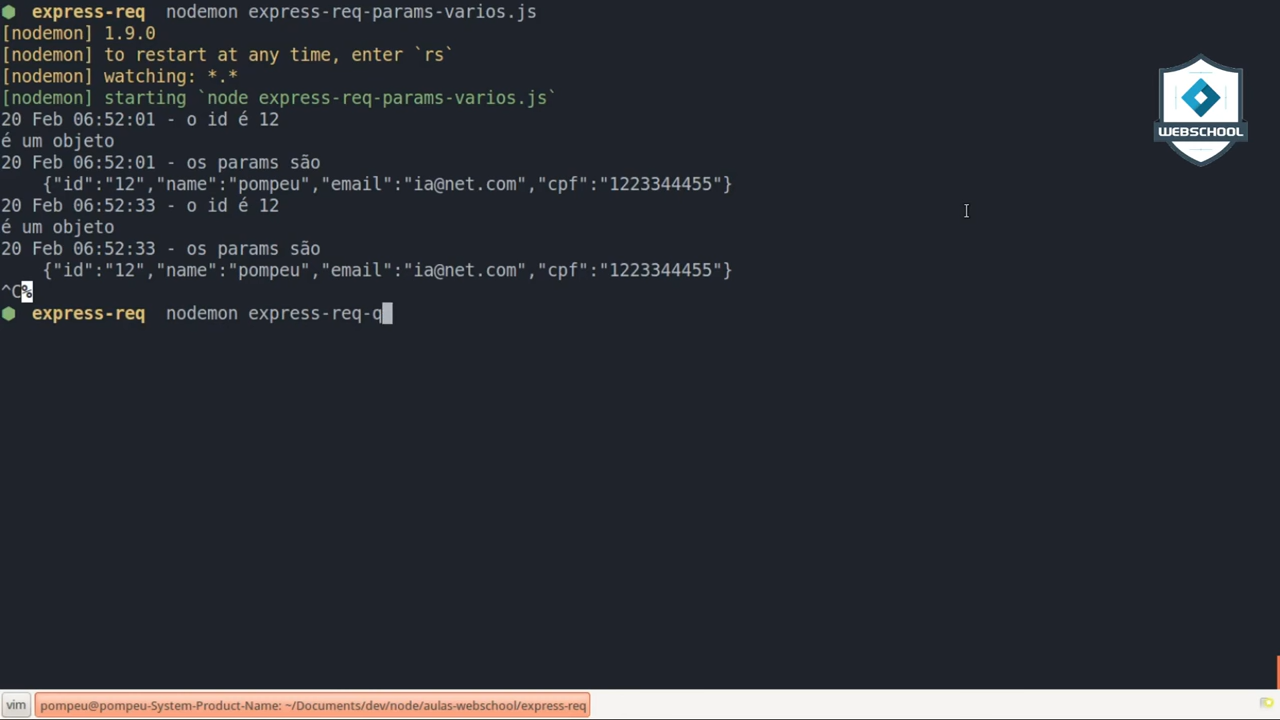 express-req nodemon express-req-params-varios.js
[nodemon] 1.9.0
[nodemon] to restart at any time, enter `rs`
[nodemon] watching: *.*
[nodemon] starting `node express-req-params-varios.js`
20 Feb 06:52:01 - o id é 12
é um objeto
20 Feb 06:52:01 - os params são
{"id":"12","name":"pompeu","email":"ia@net.com","cpf":"1223344455"}
20 Feb 06:52:33 - o id é 12
é um objeto
20 Feb 06:52:33 - os params são
{"id":"12","name":"pompeu","email":"ia@net.com","cpf":"1223344455"}
^C%
express-req nodemon express-req-q
WEBSCHOOL
vim
pompeu@pompeu-System-Product-Name: ~/Documents/dev/node/aulas-webschool/express-req